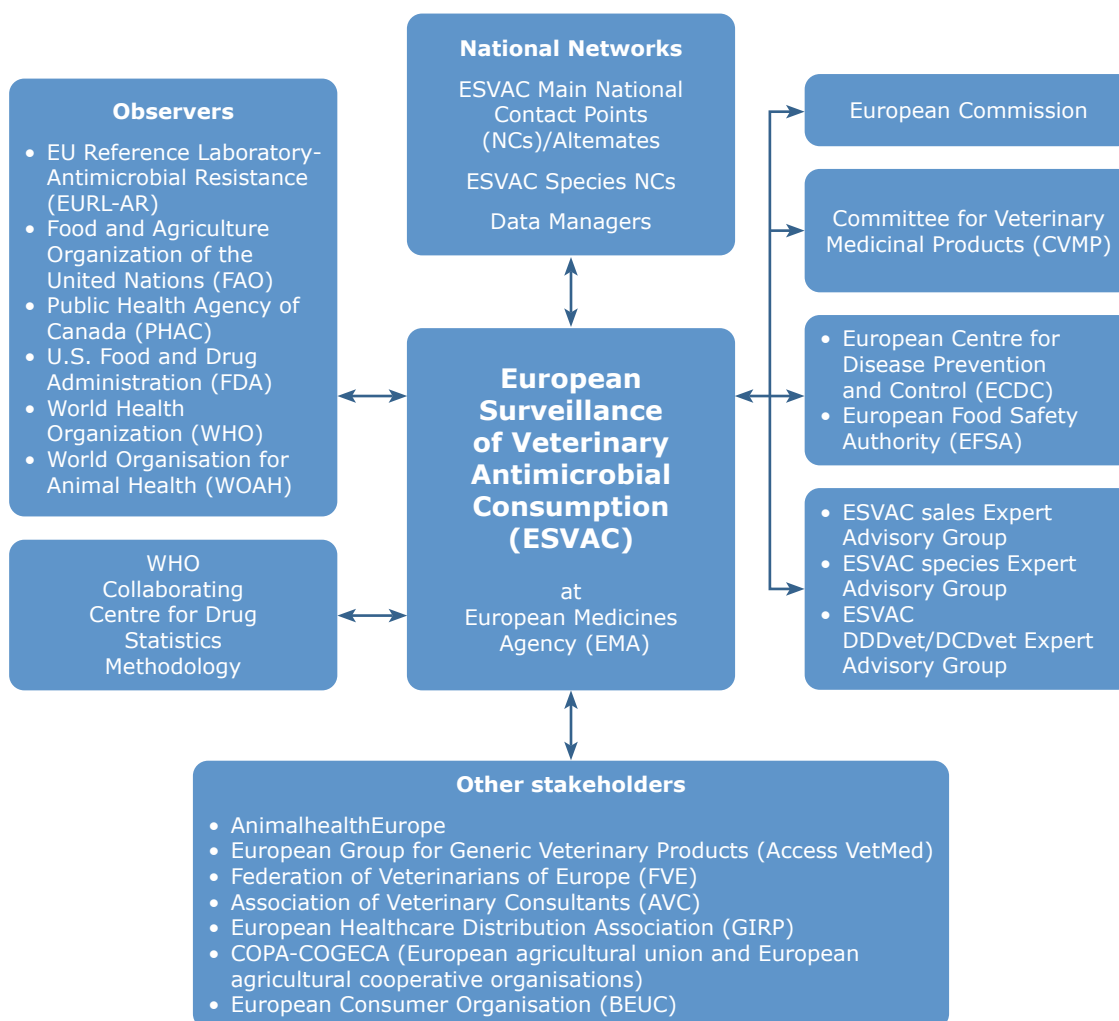 National Networks
ESVAC Main National
Contact Points
(NCs)/Altemates
ESVAC Species NCs
Data Managers
Observers
• EU Reference Laboratory-
Antimicrobial Resistance
(EURL-AR)
• Food and Agriculture
Organization of the
United Nations (FAO)
• Public Health Agency of
Canada (PHAC)
• U.S. Food and Drug
Administration (FDA)
• World Health
Organization (WHO)
• World Organisation for
Animal Health (WOAH)
WHO
Collaborating
Centre for Drug
Statistics
Methodology
European
Surveillance
of Veterinary
Antimicrobial
Consumption
(ESVAC)
at
European Medicines
Agency (EMA)
European Commission
Committee for Veterinary
Medicinal Products (CVMP)
• European Centre for
Disease Prevention
and Control (ECDC)
• European Food Safety
Authority (EFSA)
• ESVAC sales Expert
Advisory Group
• ESVAC species Expert
Advisory Group
• ESVAC
DDDvet/DCDvet Expert
Advisory Group
Other stakeholders
• AnimalhealthEurope
• European Group for Generic Veterinary Products (Access VetMed)
• Federation of Veterinarians of Europe (FVE)
• Association of Veterinary Consultants (AVC)
• European Healthcare Distribution Association (GIRP)
• COPA-COGECA (European agricultural union and European
agricultural cooperative organisations)
• European Consumer Organisation (BEUC)